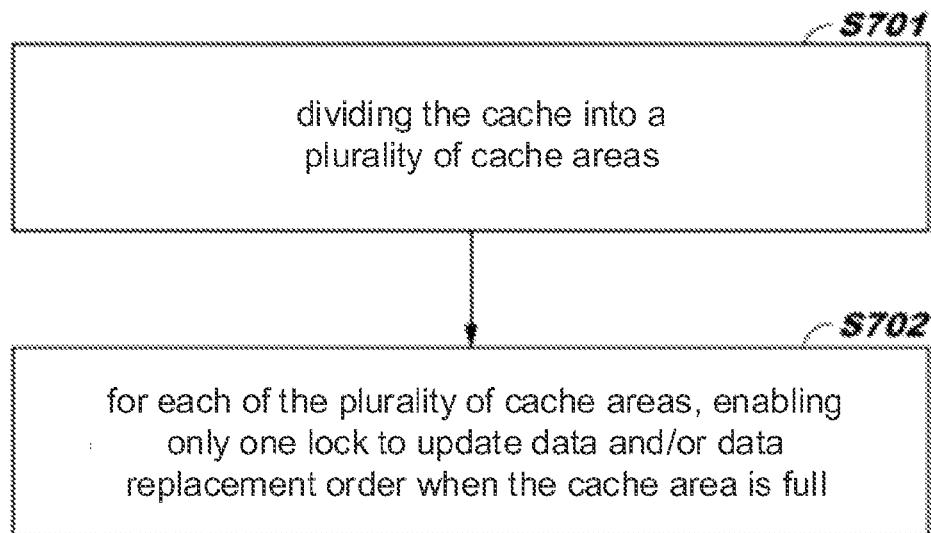 S701
dividing the cache into a
plurality of cache areas
S702
for each of the plurality of cache areas, enabling
only one lock to update data and/or data
replacement order when the cache area is full